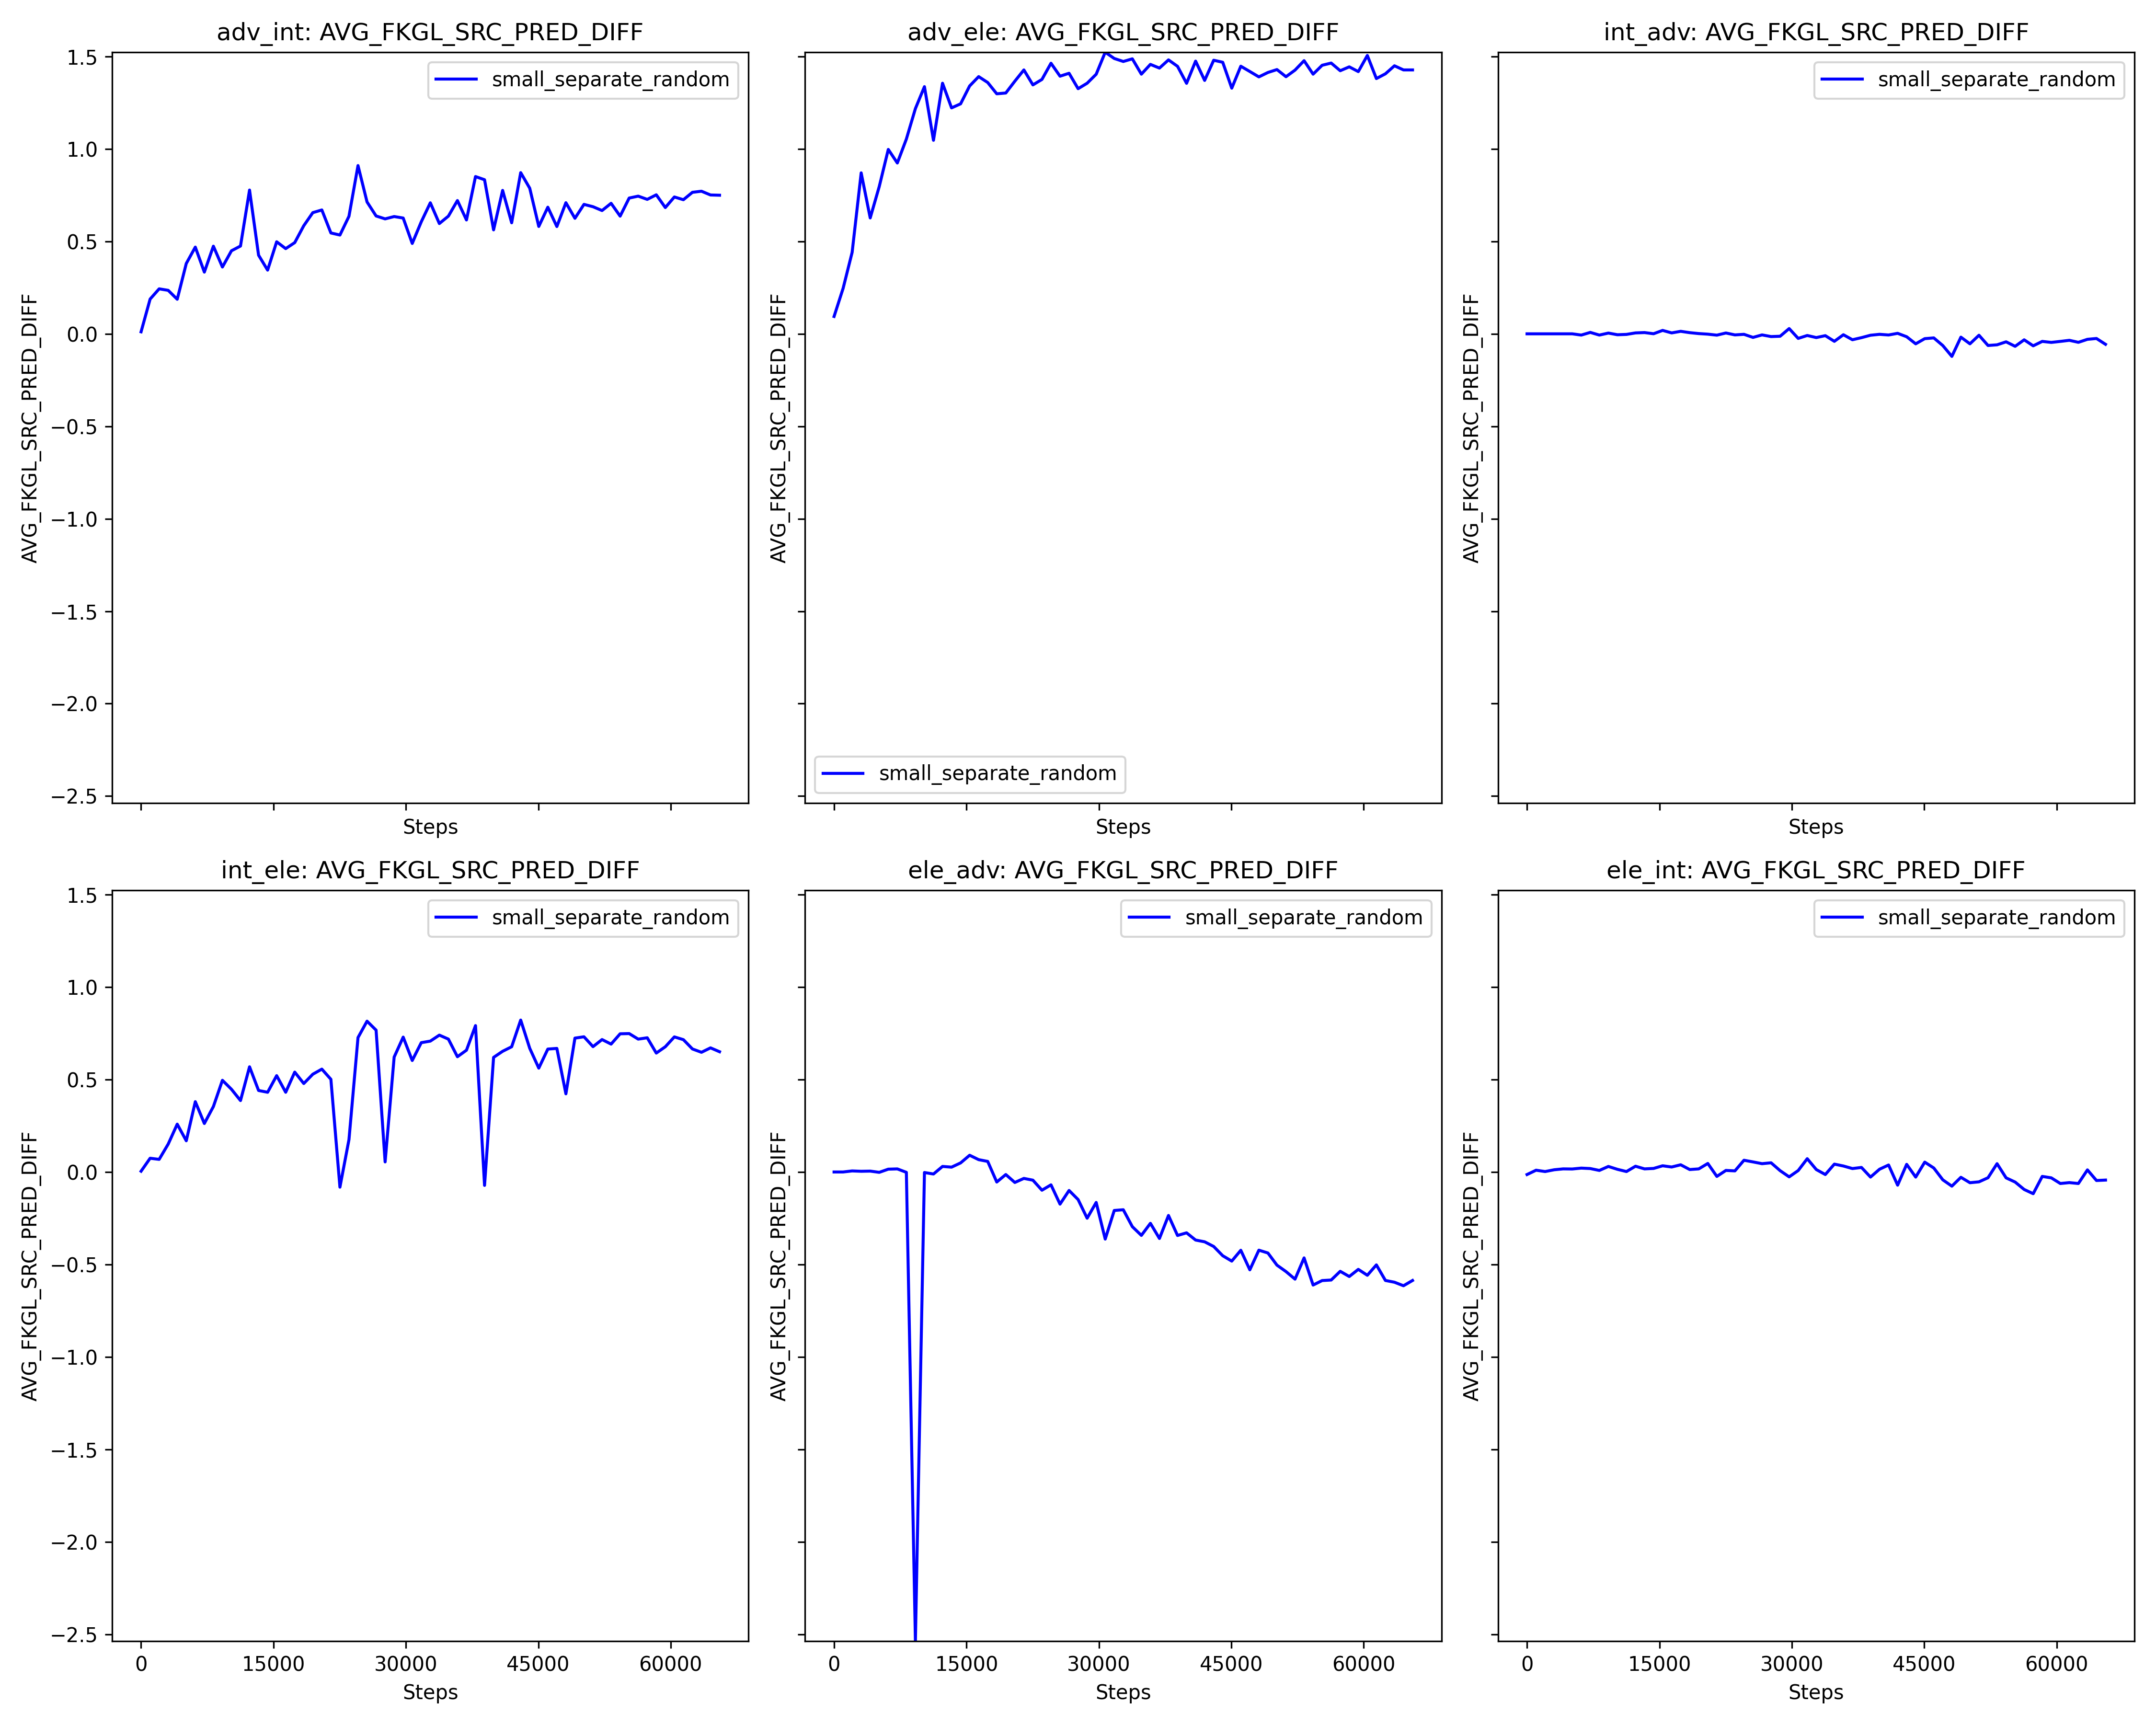 adv_int: AVG_FKGL_SRC_PRED_DIFF
adv_ele: AVG_FKGL_SRC_PRED_DIFF
int_adv: AVG_FKGL_SRC_PRED_DIFF
small_separate_random
small_separate_random
small_separate_random
1.5
1.0
0.5
0.0
−0.5
−1.0
−1.5
−2.0
−2.5
AVG_FKGL_SRC_PRED_DIFF
AVG_FKGL_SRC_PRED_DIFF
AVG_FKGL_SRC_PRED_DIFF
Steps
Steps
Steps
int_ele: AVG_FKGL_SRC_PRED_DIFF
ele_adv: AVG_FKGL_SRC_PRED_DIFF
ele_int: AVG_FKGL_SRC_PRED_DIFF
small_separate_random
small_separate_random
small_separate_random
1.5
1.0
0.5
0.0
−0.5
−1.0
−1.5
−2.0
−2.5
AVG_FKGL_SRC_PRED_DIFF
AVG_FKGL_SRC_PRED_DIFF
AVG_FKGL_SRC_PRED_DIFF
0 15000 30000 45000 60000
0 15000 30000 45000 60000
0 15000 30000 45000 60000
Steps
Steps
Steps